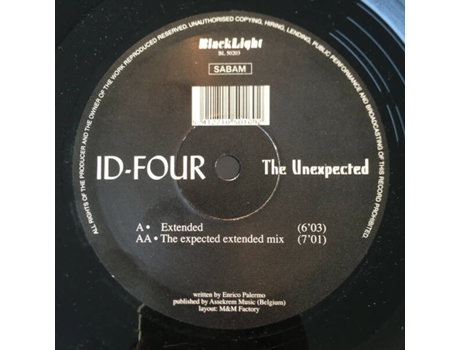 ALL RIGHTS OF THE PRODUCER AND THE OWNER OF THE WORK REPRODUCED RESERVED. UNAUTHORISED COPYING, HIRING, LENDING, PUBLIC PERFORMANCE AND BROADCASTING OF THIS RECORD PROHIBITED.
BlackLight
BL 50203
SABAM
ID-FOUR
The Unexpected
A • Extended (6'03)
AA • The expected extended mix (7'01)
written by Enrico Palermo
published by Assekrem Music (Belgium)
layout: M&M Factory